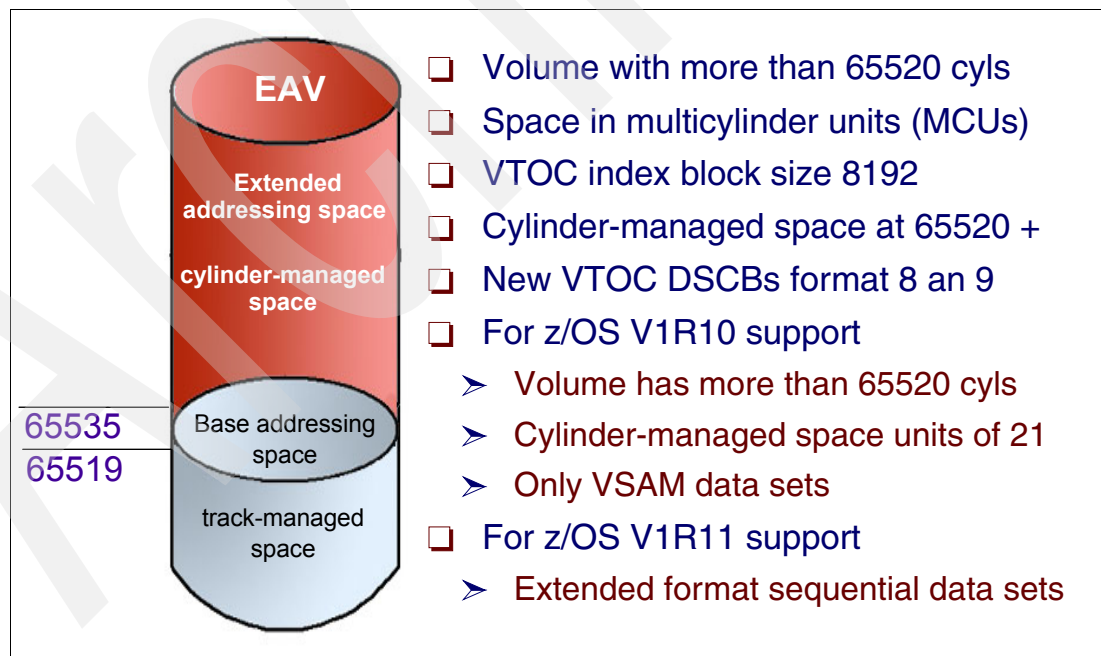 EAV
Extended
addressing space
cylinder-managed
space
65535
65519
Base addressing
space
track-managed
space
❑ Volume with more than 65520 cyls
❑ Space in multicylinder units (MCUs)
❑ VTOC index block size 8192
❑ Cylinder-managed space at 65520 +
❑ New VTOC DSCBs format 8 an 9
❑ For z/OS V1R10 support
➢ Volume has more than 65520 cyls
➢ Cylinder-managed space units of 21
➢ Only VSAM data sets
❑ For z/OS V1R11 support
➢ Extended format sequential data sets